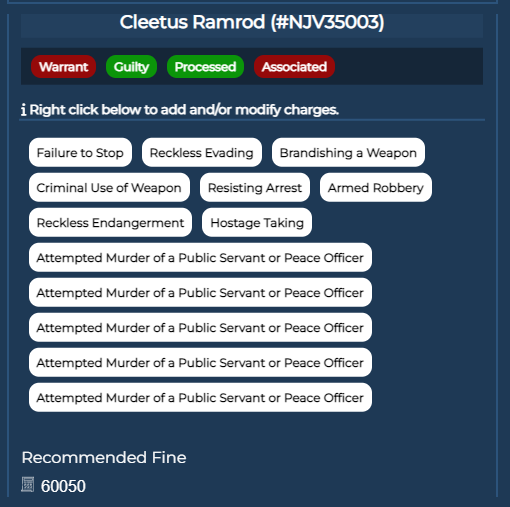 Cleetus Ramrod (#NJV35003)
Warrant Guilty Processed Associated
i Right click below to add and/or modify charges.
Failure to Stop Reckless Evading Brandishing a Weapon
Criminal Use of Weapon Resisting Arrest Armed Robbery
Reckless Endangerment Hostage Taking
Attempted Murder of a Public Servant or Peace Officer
Attempted Murder of a Public Servant or Peace Officer
Attempted Murder of a Public Servant or Peace Officer
Attempted Murder of a Public Servant or Peace Officer
Attempted Murder of a Public Servant or Peace Officer
Recommended Fine
60050